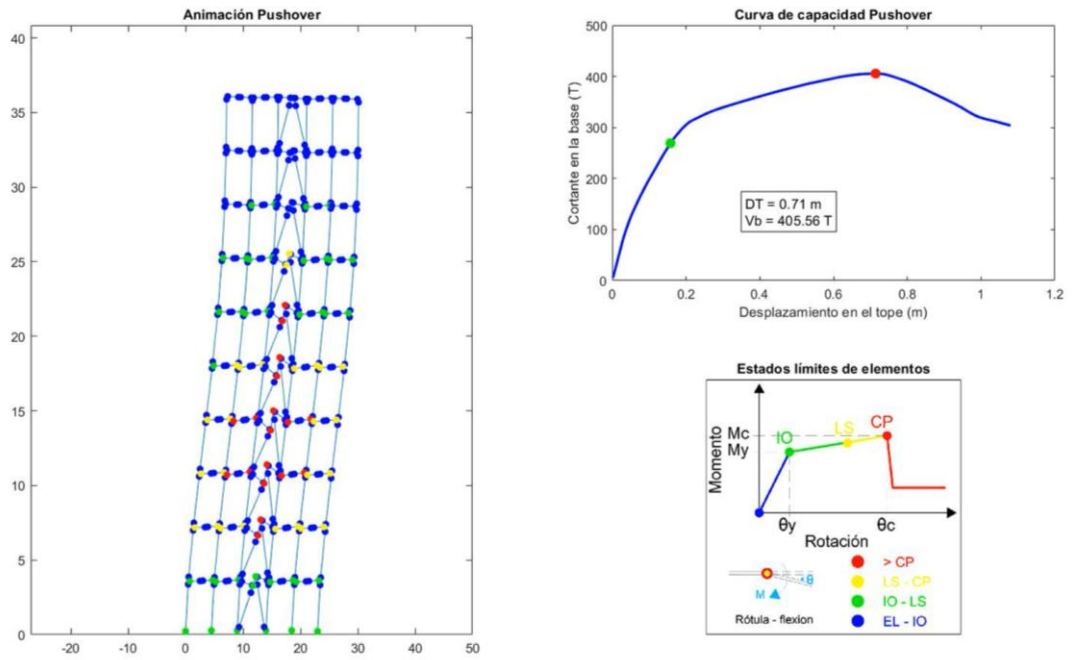 Animación Pushover
40
35
30
25
20
15
10
5
0
-20
-10
0
10
20
30
40
50
Curva de capacidad Pushover
Cortante en la base (T)
500
400
300
200
100
0
DT = 0.71 m
Vb = 405.56 T
0
0.2
0.4
0.6
0.8
1
1.2
Desplazamiento en el tope (m)
Estados límites de elementos
Momento
Mc
My
IO
LS
CP
θy
θc
Rotación
θ
M
Rótula - flexion
> CP
LS - CP
IO - LS
EL - IO